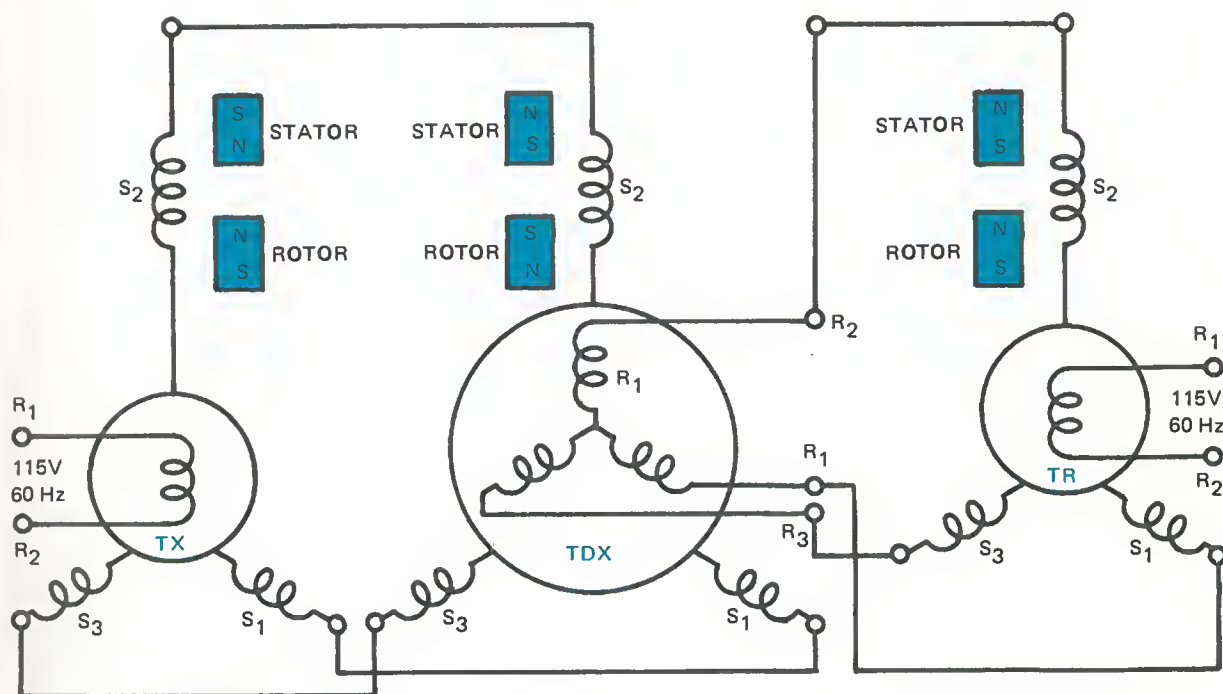 S
N
STATOR
N
S
ROTOR
S₂
N
S
STATOR
S
N
ROTOR
S₂
N
S
STATOR
N
S
ROTOR
S₂
R₁
115V
60 Hz
R₂
TX
S₃
S₁
R₁
R₂
R₁
R₃
TDX
S₃
S₁
R₁
115V
60 Hz
R₂
TR
S₃
S₁